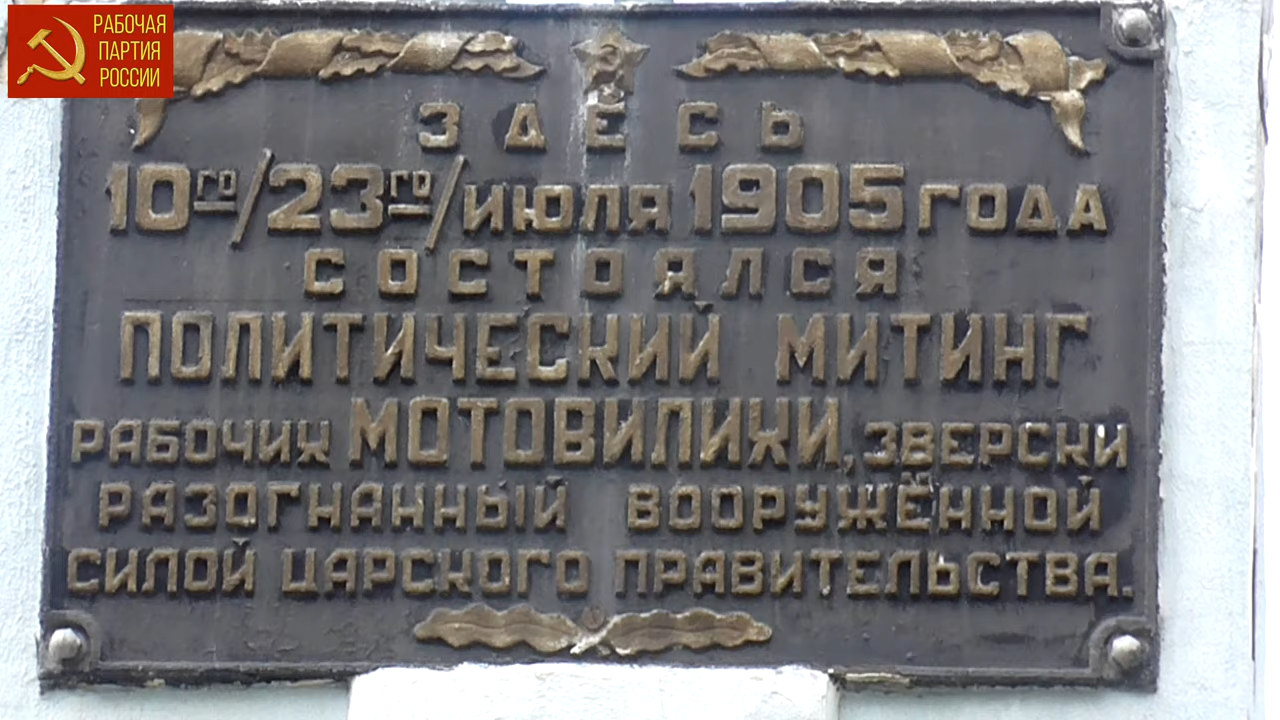 РАБОЧАЯ
ПАРТИЯ
РОССИИ
ЗДЕСЬ
10го/23го/ИЮЛЯ 1905 ГОДА
СОСТОЯЛСЯ
ПОЛИТИЧЕСКИЙ МИТИНГ
РАБОЧИХ МОТОВИЛИХИ, ЗВЕРСКИ
РАЗОГНАННЫЙ ВООРУЖЁННОЙ
СИЛОЙ ЦАРСКОГО ПРАВИТЕЛЬСТВА.